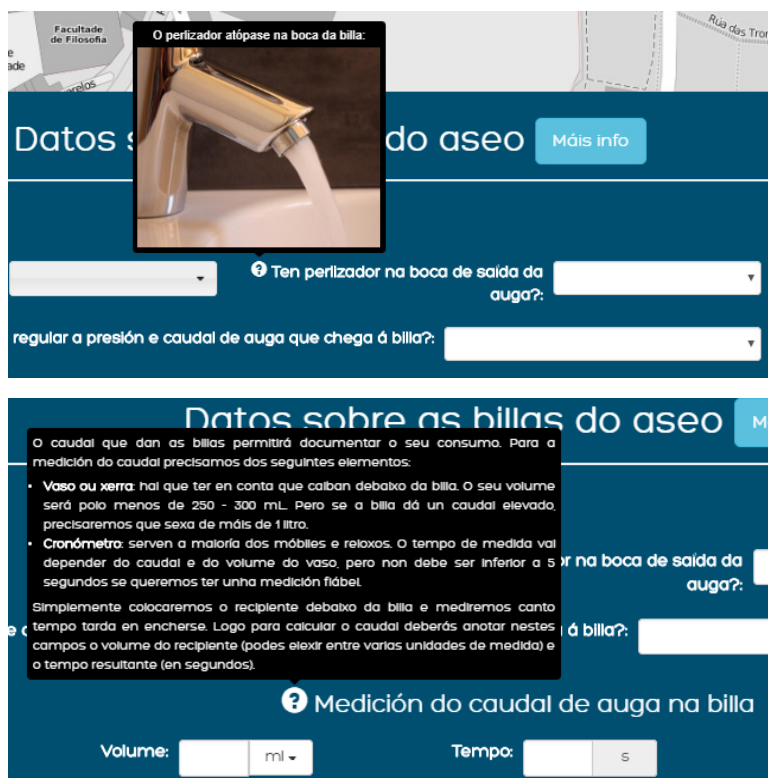 Facultade
de Filosofía
Rúa das Tron
O perlizador atópase na boca da billa:
Datos s
do aseo
Máis info
Ten perlizador na boca de saída da
auga?:
regular a presión e caudal de auga que chega á billa?:
Datos sobre as billas do aseo
O caudal que dan as billas permitirá documentar o seu consumo. Para a
medición do caudal precisamos dos seguintes elementos:
• Vaso ou xerra: hai que ter en conta que caiban debaixo da billa. O seu volume
será polo menos de 250 - 300 mL. Pero se a billa dá un caudal elevado,
precisaremos que sexa de máis de 1 litro.
• Cronómetro: serven a maioría dos móbiles e reloxos. O tempo de medida vai
depender do caudal e do volume do vaso, pero non debe ser inferior a 5
segundos se queremos ter unha medición fiábel.
Simplemente colocaremos o recipiente debaixo da billa e mediremos canto
tempo tarda en encherse. Logo para calcular o caudal deberás anotar nestes
campos o volume do recipiente (podes elexir entre varias unidades de medida) e
o tempo resultante (en segundos).
or na boca de saída da
auga?:
á billa?:
Medición do caudal de auga na billa
Volume:
ml
Tempo:
s